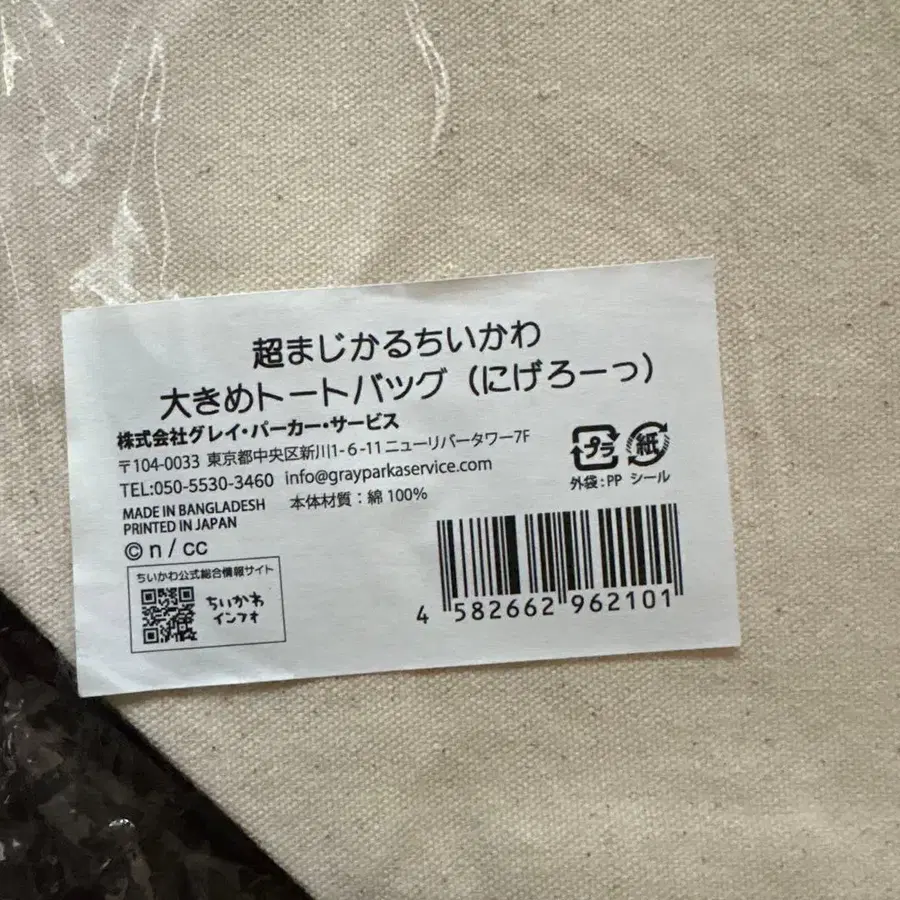 超まじかるちいかわ
大きめトートバッグ（にげろーっ）
株式会社グレイ・パーカー・サービス
〒104-0033 東京都中央区新川1-6-11 ニューリバータワー7F
TEL:050-5530-3460 info@grayparkaservice.com
MADE IN BANGLADESH 本体材質：綿 100%
PRINTED IN JAPAN
© n / cc
プラ 紙
外袋：PP シール
ちいかわ公式総合情報サイト
ちいかわ
インフォ
4 582662 962101